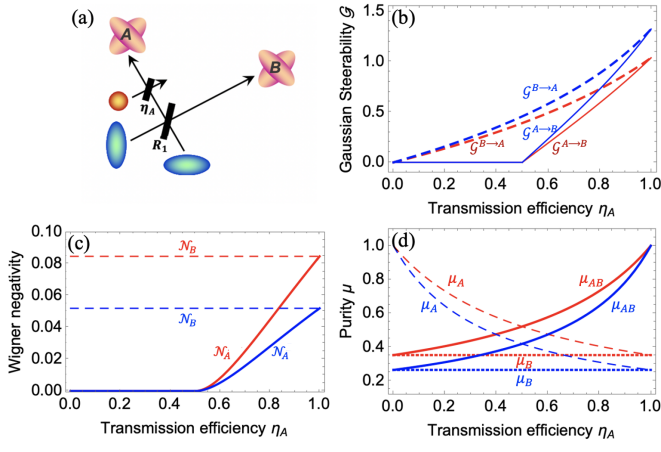 (a)
A
B
η_A
R₁
(b)
Gaussian Steerability 𝒢
1.5
1.0
0.5
0.0
𝒢^{B→A}
𝒢^{A→B}
𝒢^{B→A}
𝒢^{A→B}
0.0 0.2 0.4 0.6 0.8 1.0
Transmission efficiency η_A
(c)
Wigner negativity
0.10
0.08
0.06
0.04
0.02
0.00
𝒩_B
𝒩_B
𝒩_A
𝒩_A
0.0 0.2 0.4 0.6 0.8 1.0
Transmission efficiency η_A
(d)
Purity μ
1.0
0.8
0.6
0.4
0.2
μ_A
μ_A
μ_AB
μ_AB
μ_B
μ_B
0.0 0.2 0.4 0.6 0.8 1.0
Transmission efficiency η_A